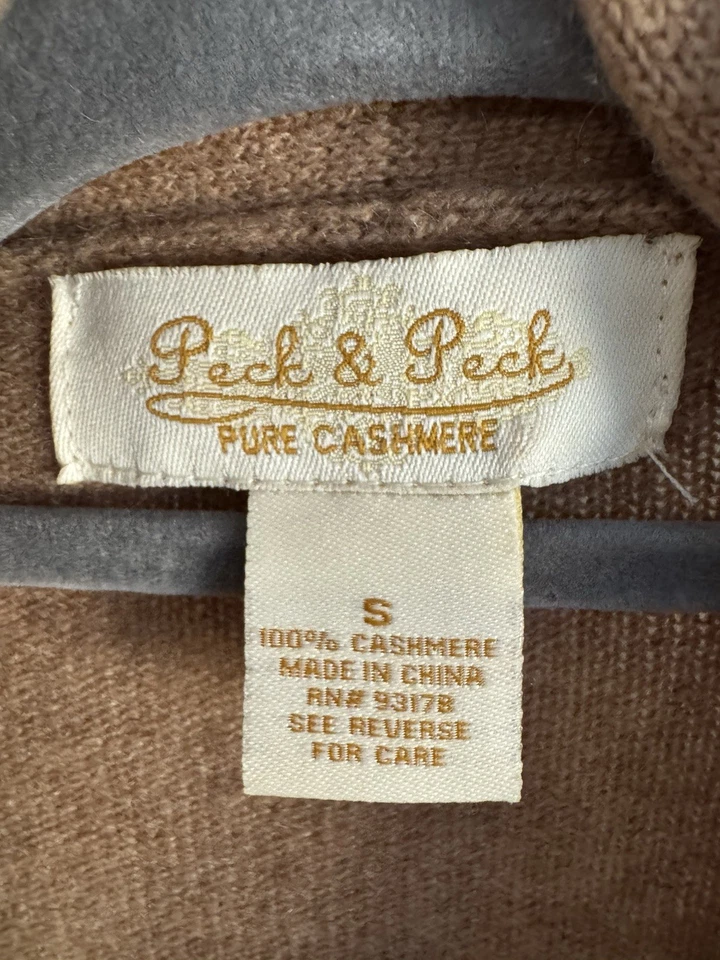 Peck & Peck
PURE CASHMERE
S
100% CASHMERE
MADE IN CHINA
RN# 93178
SEE REVERSE
FOR CARE